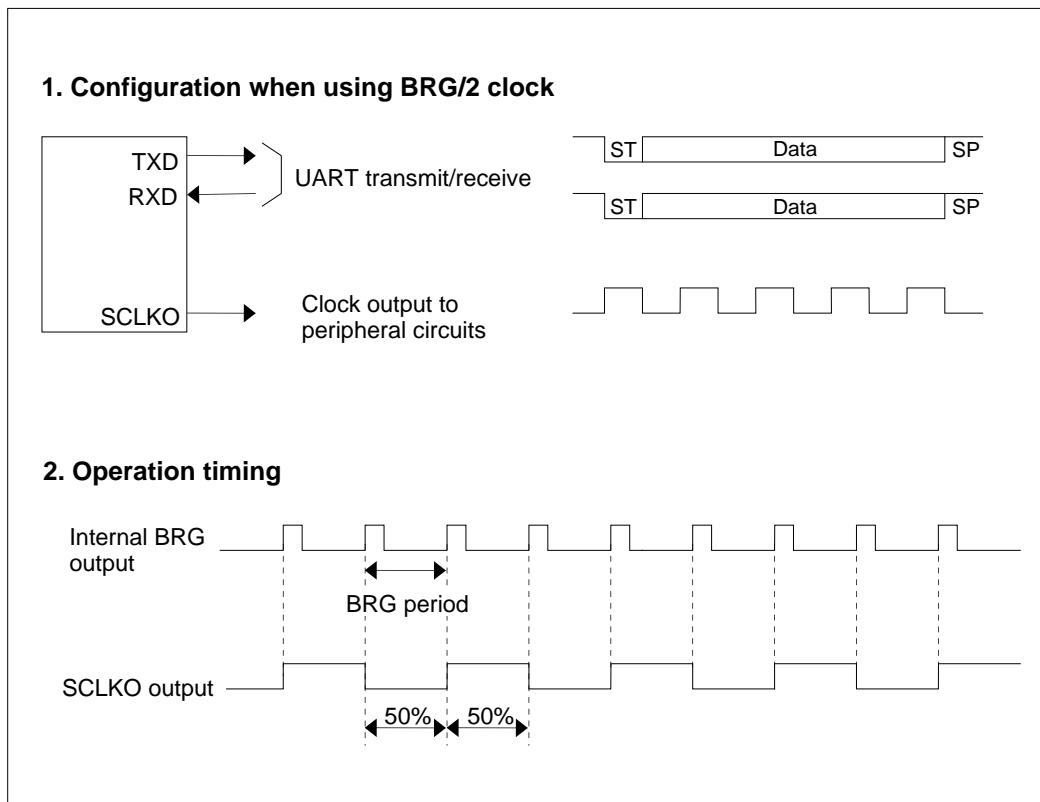 1. Configuration when using BRG/2 clock
TXD
RXD
SCLKO
UART transmit/receive
Clock output to
peripheral circuits
ST Data SP
ST Data SP
2. Operation timing
Internal BRG
output
BRG period
SCLKO output
50% 50%